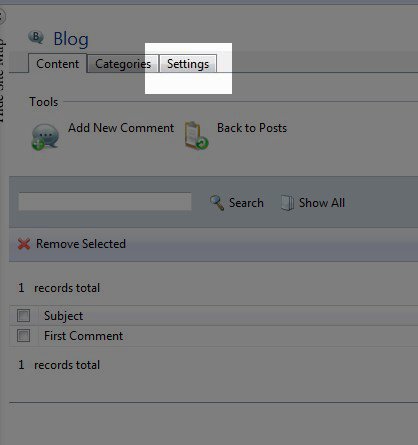 Hide Site Map
Blog
Content Categories Settings
Tools
Add New Comment Back to Posts
Search Show All
Remove Selected
1 records total
Subject
First Comment
1 records total